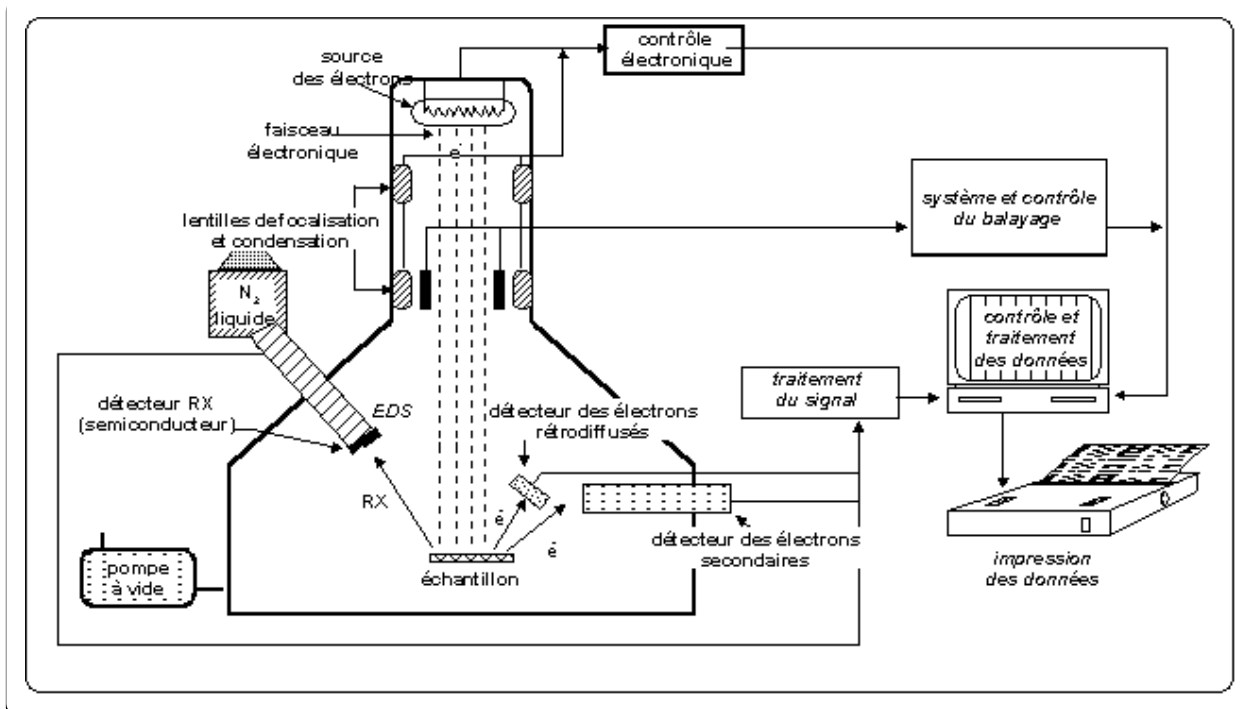 contrôle
électronique
source
des électrons
faisceau
électronique
e-
lentilles defocalisation
et condensation
système et contrôle
du balayage
N2
liquide
contrôle et
traitement
des données
traitement
du signal
détecteur RX
(semiconducteur)
EDS
détecteur des électrons
rétrodiffusés
RX
e-
e-
détecteur des électrons
secondaires
échantillon
pompe
à vide
impression
des données